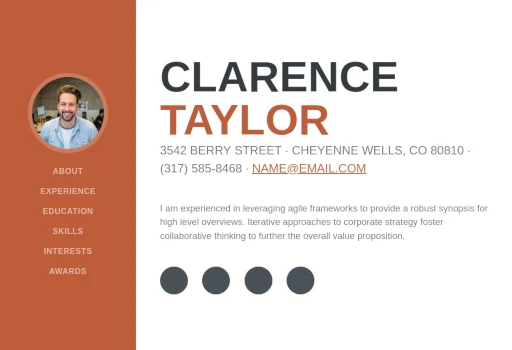 ABOUT
EXPERIENCE
EDUCATION
SKILLS
INTERESTS
AWARDS
CLARENCE
TAYLOR
3542 BERRY STREET · CHEYENNE WELLS, CO 80810 ·
(317) 585-8468 · NAME@EMAIL.COM
I am experienced in leveraging agile frameworks to provide a robust synopsis for
high level overviews. Iterative approaches to corporate strategy foster
collaborative thinking to further the overall value proposition.